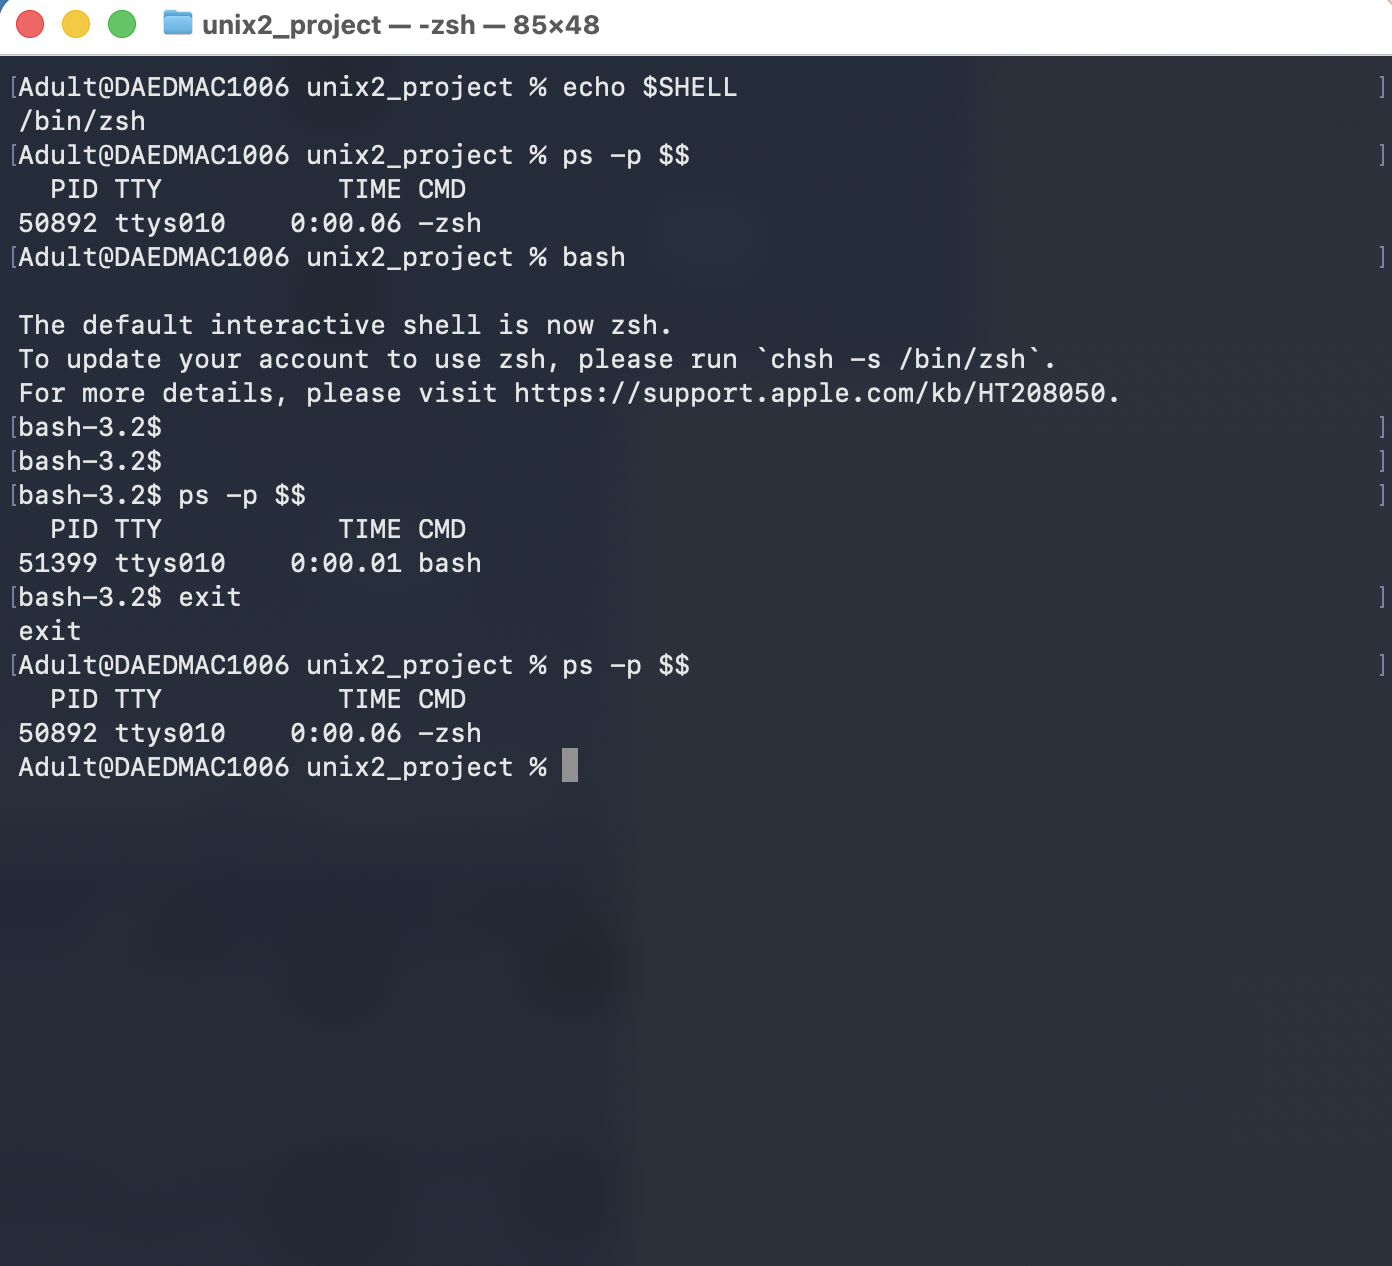 unix2_project — -zsh — 85×48
[Adult@DAEDMAC1006 unix2_project % echo $SHELL ]
/bin/zsh
[Adult@DAEDMAC1006 unix2_project % ps -p $$ ]
  PID TTY           TIME CMD
50892 ttys010    0:00.06 -zsh
[Adult@DAEDMAC1006 unix2_project % bash ]

The default interactive shell is now zsh.
To update your account to use zsh, please run `chsh -s /bin/zsh`.
For more details, please visit https://support.apple.com/kb/HT208050.
[bash-3.2$ ]
[bash-3.2$ ]
[bash-3.2$ ps -p $$ ]
  PID TTY           TIME CMD
51399 ttys010    0:00.01 bash
[bash-3.2$ exit ]
exit
[Adult@DAEDMAC1006 unix2_project % ps -p $$ ]
  PID TTY           TIME CMD
50892 ttys010    0:00.06 -zsh
Adult@DAEDMAC1006 unix2_project %